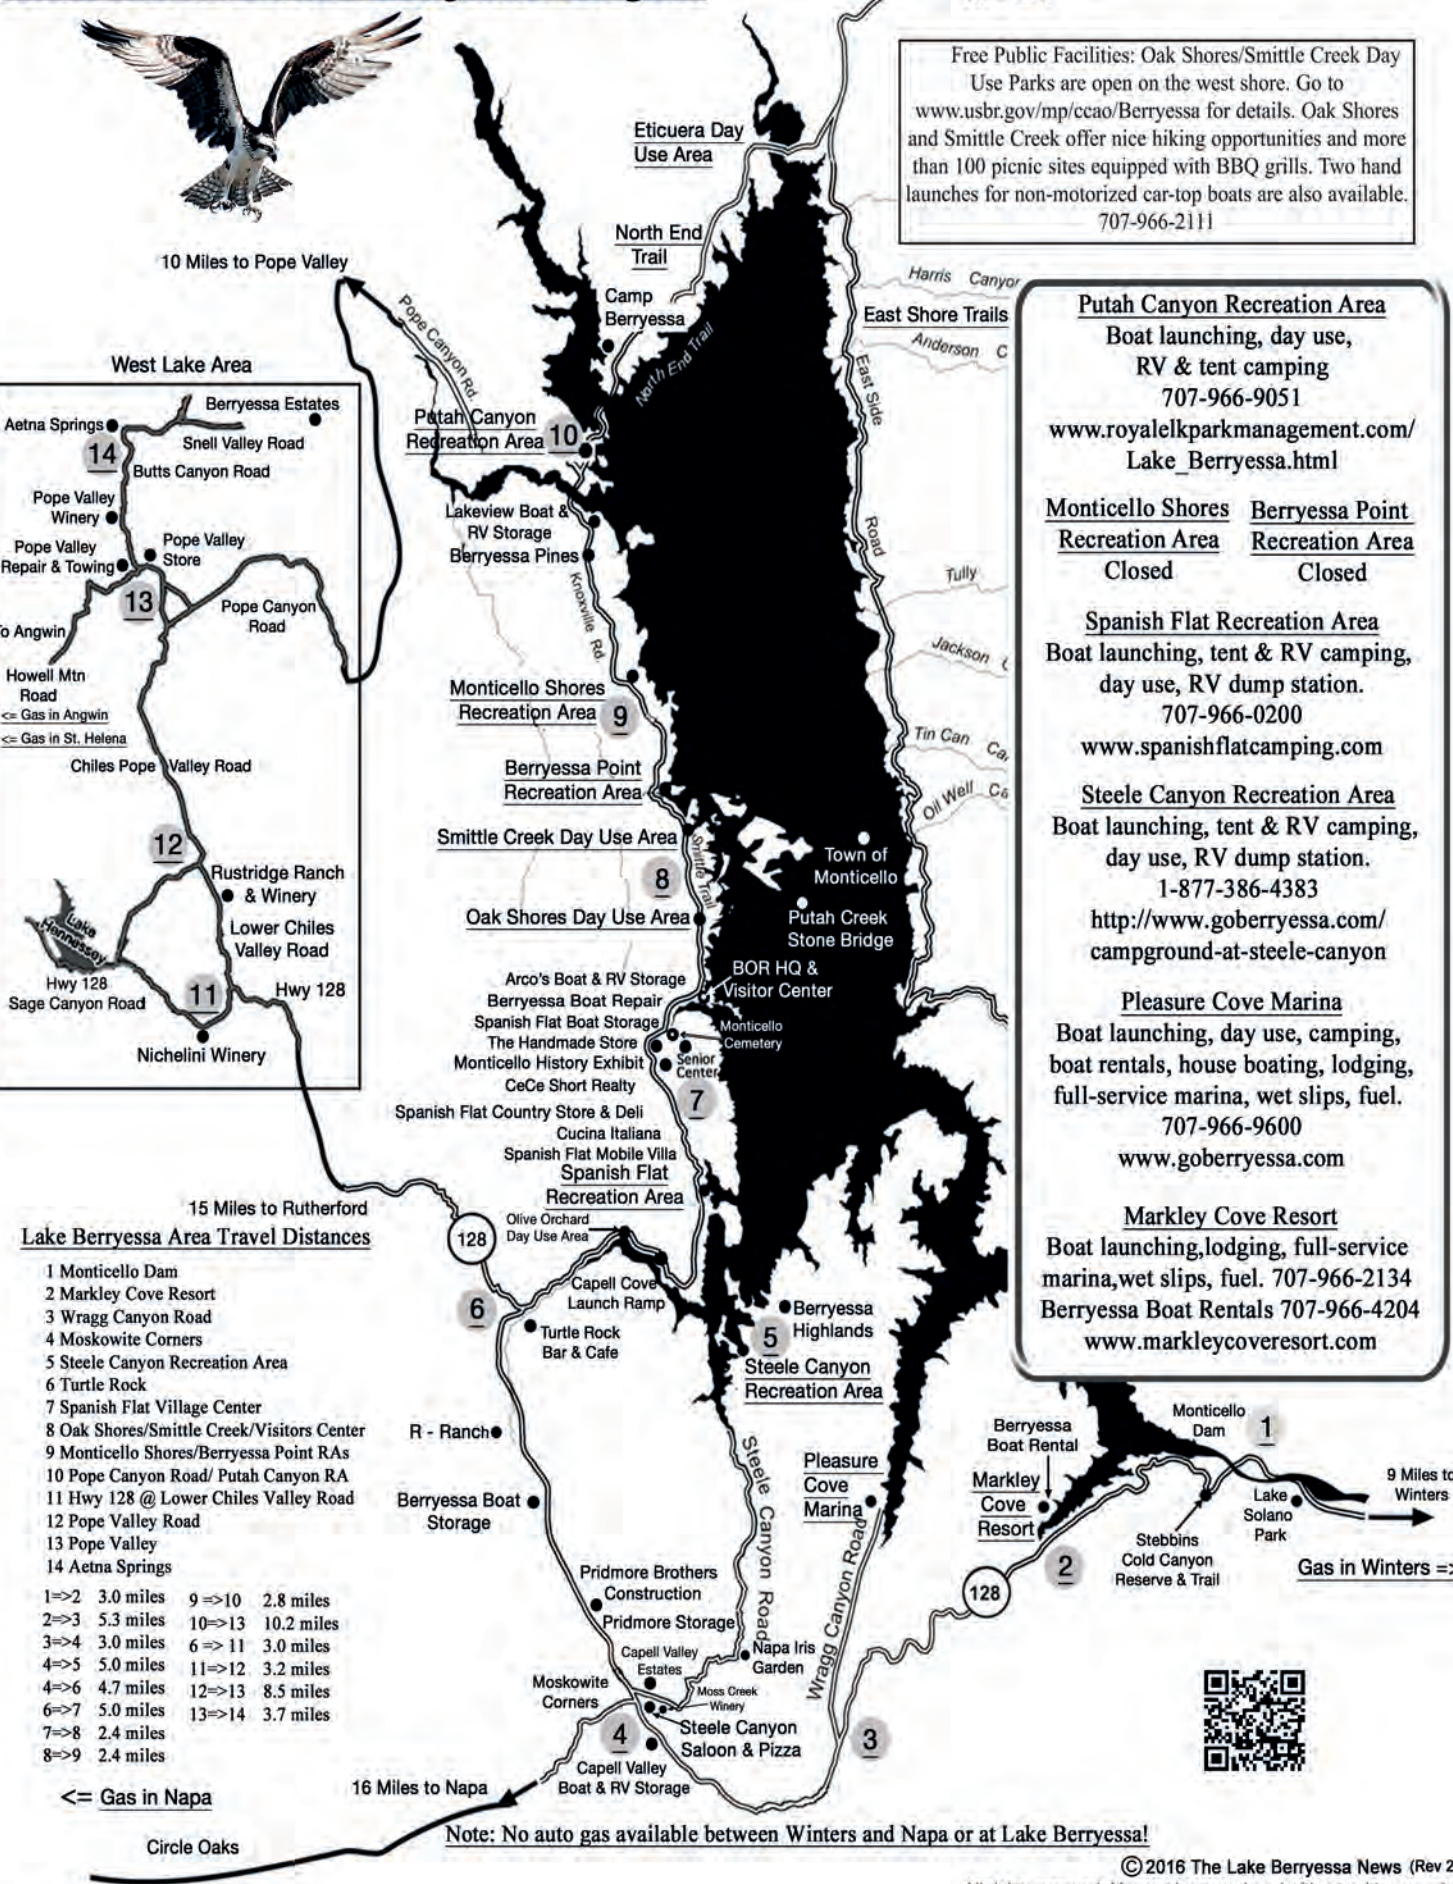 Free Public Facilities: Oak Shores/Smittle Creek Day
Use Parks are open on the west shore. Go to
www.usbr.gov/mp/ccao/Berryessa for details. Oak Shores
and Smittle Creek offer nice hiking opportunities and more
than 100 picnic sites equipped with BBQ grills. Two hand
launches for non-motorized car-top boats are also available.
707-966-2111
Eticuera Day
Use Area
North End
Trail
Camp
Berryessa
North End Trail
10 Miles to Pope Valley
Pope Canyon Rd.
Harris Canyon
East Shore Trails
Anderson C
East Side
Road
Tully
Jackson
Tin Can Ca
Oil Well Ca
Putah Canyon
Recreation Area
10
Lakeview Boat &
RV Storage
Berryessa Pines
Knoxville Rd.
Monticello Shores
Recreation Area
9
Berryessa Point
Recreation Area
Smittle Creek Day Use Area
Smittle Trail
8
Oak Shores Day Use Area
Town of
Monticello
Putah Creek
Stone Bridge
BOR HQ &
Visitor Center
Arco's Boat & RV Storage
Berryessa Boat Repair
Spanish Flat Boat Storage
The Handmade Store
Monticello History Exhibit
CeCe Short Realty
Monticello
Cemetery
Senior
Center
7
Spanish Flat Country Store & Deli
Cucina Italiana
Spanish Flat Mobile Villa
Spanish Flat
Recreation Area
Olive Orchard
Day Use Area
Capell Cove
Launch Ramp
128
6
Turtle Rock
Bar & Cafe
Berryessa
Highlands
5
Steele Canyon
Recreation Area
R - Ranch
Berryessa Boat
Storage
Steele Canyon Road
Pleasure
Cove
Marina
Wragg Canyon Road
Pridmore Brothers
Construction
Pridmore Storage
Capell Valley
Estates
Napa Iris
Garden
Moskowite
Corners
Moss Creek
Winery
4
Steele Canyon
Saloon & Pizza
Capell Valley
Boat & RV Storage
3
128
Berryessa
Boat Rental
Markley
Cove
Resort
2
Monticello
Dam
1
Stebbins
Cold Canyon
Reserve & Trail
Lake
Solano
Park
9 Miles to
Winters
Gas in Winters =>
West Lake Area
Aetna Springs
14
Berryessa Estates
Snell Valley Road
Butts Canyon Road
Pope Valley
Winery
Pope Valley
Repair & Towing
Pope Valley
Store
13
To Angwin
Pope Canyon
Road
Howell Mtn
Road
<= Gas in Angwin
<= Gas in St. Helena
Chiles Pope Valley Road
12
Rustridge Ranch
& Winery
Lake
Hennessey
Lower Chiles
Valley Road
Hwy 128
Sage Canyon Road
11
Hwy 128
Nichelini Winery
15 Miles to Rutherford
Putah Canyon Recreation Area
Boat launching, day use,
RV & tent camping
707-966-9051
www.royalelkparkmanagement.com/
Lake_Berryessa.html
Monticello Shores
Recreation Area
Closed
Berryessa Point
Recreation Area
Closed
Spanish Flat Recreation Area
Boat launching, tent & RV camping,
day use, RV dump station.
707-966-0200
www.spanishflatcamping.com
Steele Canyon Recreation Area
Boat launching, tent & RV camping,
day use, RV dump station.
1-877-386-4383
http://www.goberryessa.com/
campground-at-steele-canyon
Pleasure Cove Marina
Boat launching, day use, camping,
boat rentals, house boating, lodging,
full-service marina, wet slips, fuel.
707-966-9600
www.goberryessa.com
Markley Cove Resort
Boat launching,lodging, full-service
marina,wet slips, fuel. 707-966-2134
Berryessa Boat Rentals 707-966-4204
www.markleycoveresort.com
Lake Berryessa Area Travel Distances
1 Monticello Dam
2 Markley Cove Resort
3 Wragg Canyon Road
4 Moskowite Corners
5 Steele Canyon Recreation Area
6 Turtle Rock
7 Spanish Flat Village Center
8 Oak Shores/Smittle Creek/Visitors Center
9 Monticello Shores/Berryessa Point RAs
10 Pope Canyon Road/ Putah Canyon RA
11 Hwy 128 @ Lower Chiles Valley Road
12 Pope Valley Road
13 Pope Valley
14 Aetna Springs
1=>2 3.0 miles 9 =>10 2.8 miles
2=>3 5.3 miles 10=>13 10.2 miles
3=>4 3.0 miles 6 => 11 3.0 miles
4=>5 5.0 miles 11=>12 3.2 miles
4=>6 4.7 miles 12=>13 8.5 miles
6=>7 5.0 miles 13=>14 3.7 miles
7=>8 2.4 miles
8=>9 2.4 miles
<= Gas in Napa
16 Miles to Napa
Circle Oaks
Note: No auto gas available between Winters and Napa or at Lake Berryessa!
©2016 The Lake Berryessa News (Rev 2